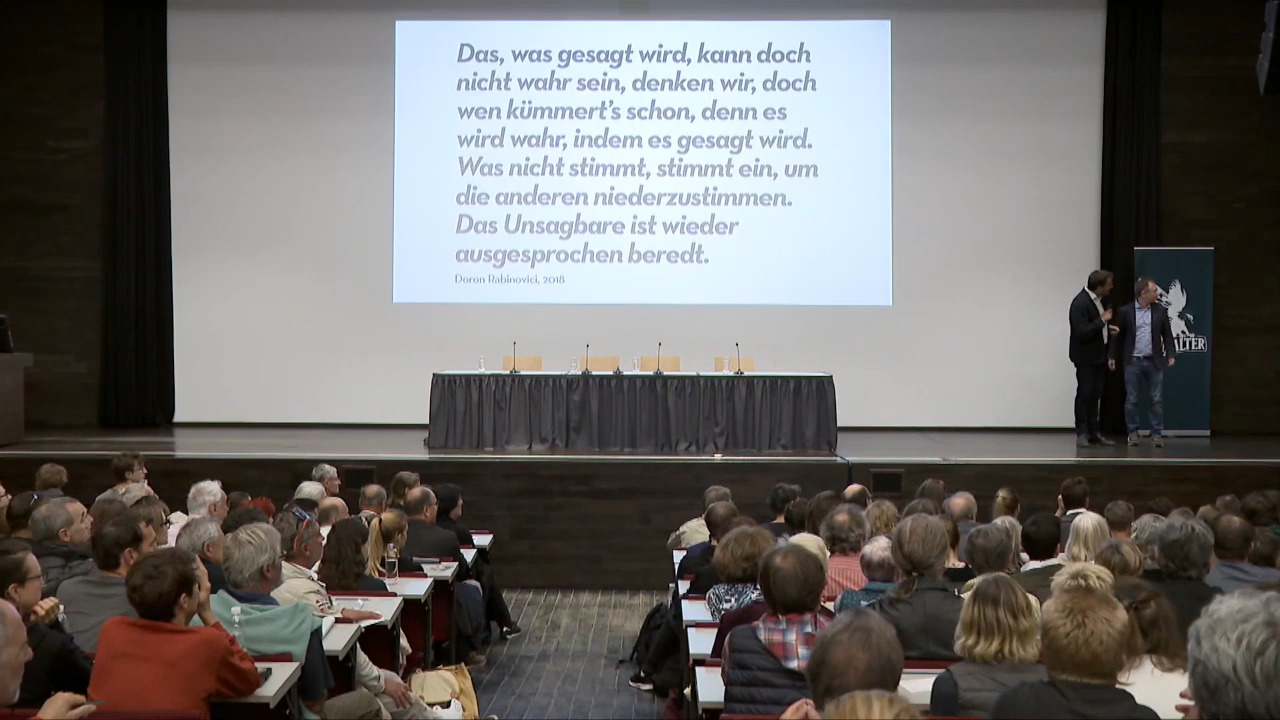 Das, was gesagt wird, kann doch
nicht wahr sein, denken wir, doch
wen kümmert's schon, denn es
wird wahr, indem es gesagt wird.
Was nicht stimmt, stimmt ein, um
die anderen niederzustimmen.
Das Unsagbare ist wieder
ausgesprochen beredt.
Doron Rabinovici, 2018